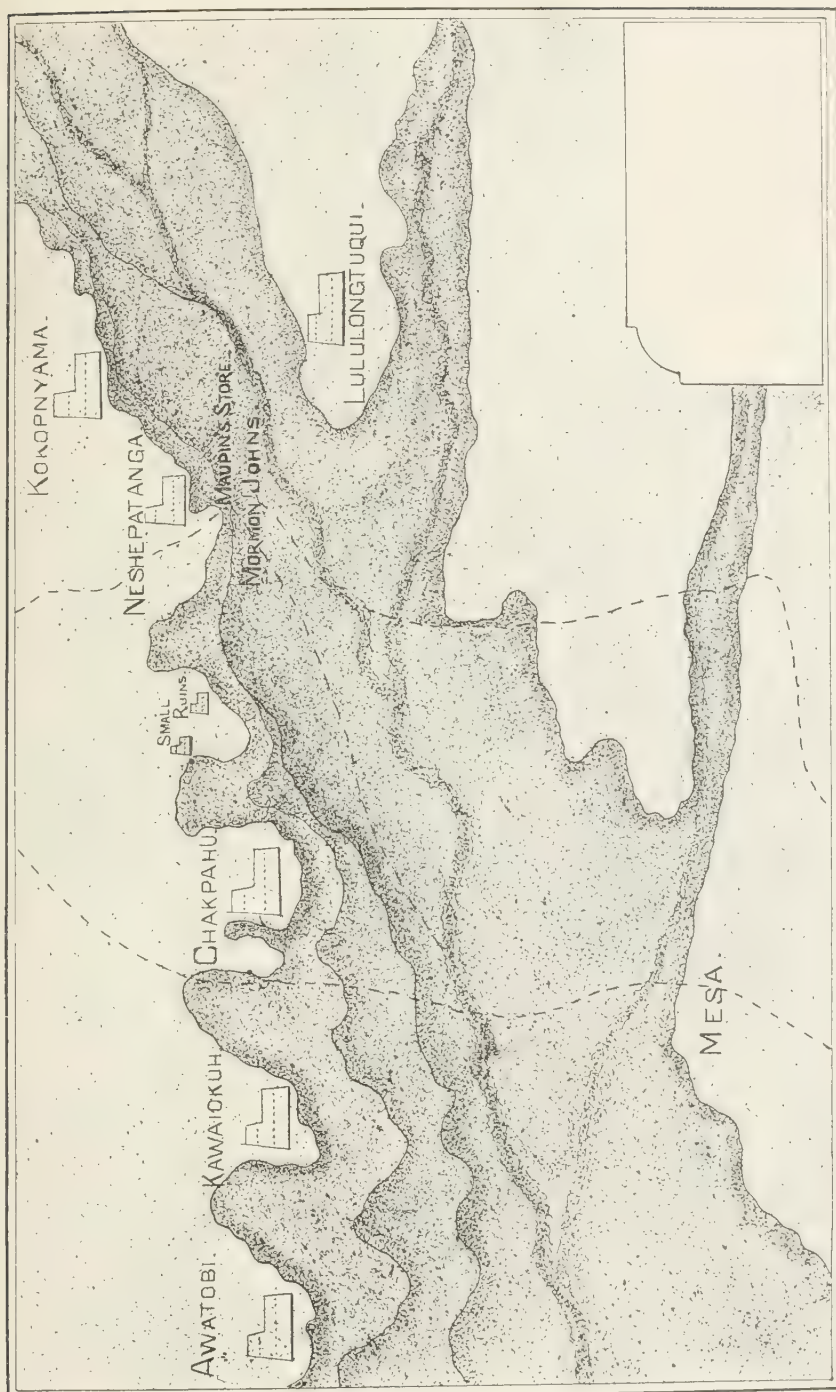 AWATOBI.
KAWAIOKUH.
CHAKPAHU.
SMALL
RUINS.
NESHEPATANGA
KOKOPNYAMA.
MAUPIN'S STORE.
MORMON JOHNS.
LULULONGTUQUI.
MESA.